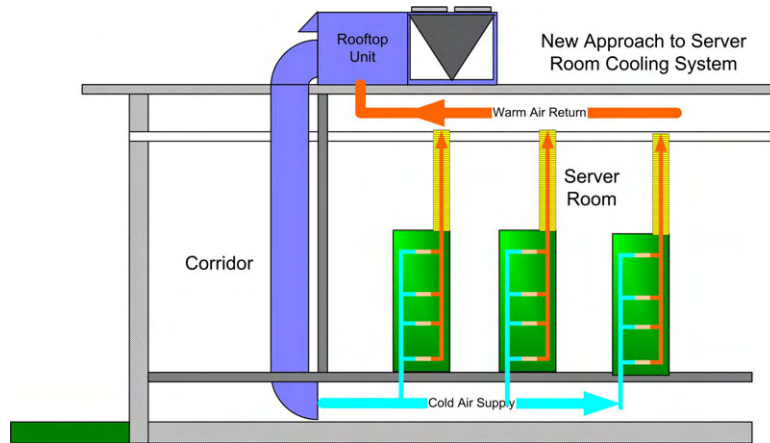 Rooftop
Unit
New Approach to Server
Room Cooling System
Warm Air Return
Server
Room
Corridor
Cold Air Supply